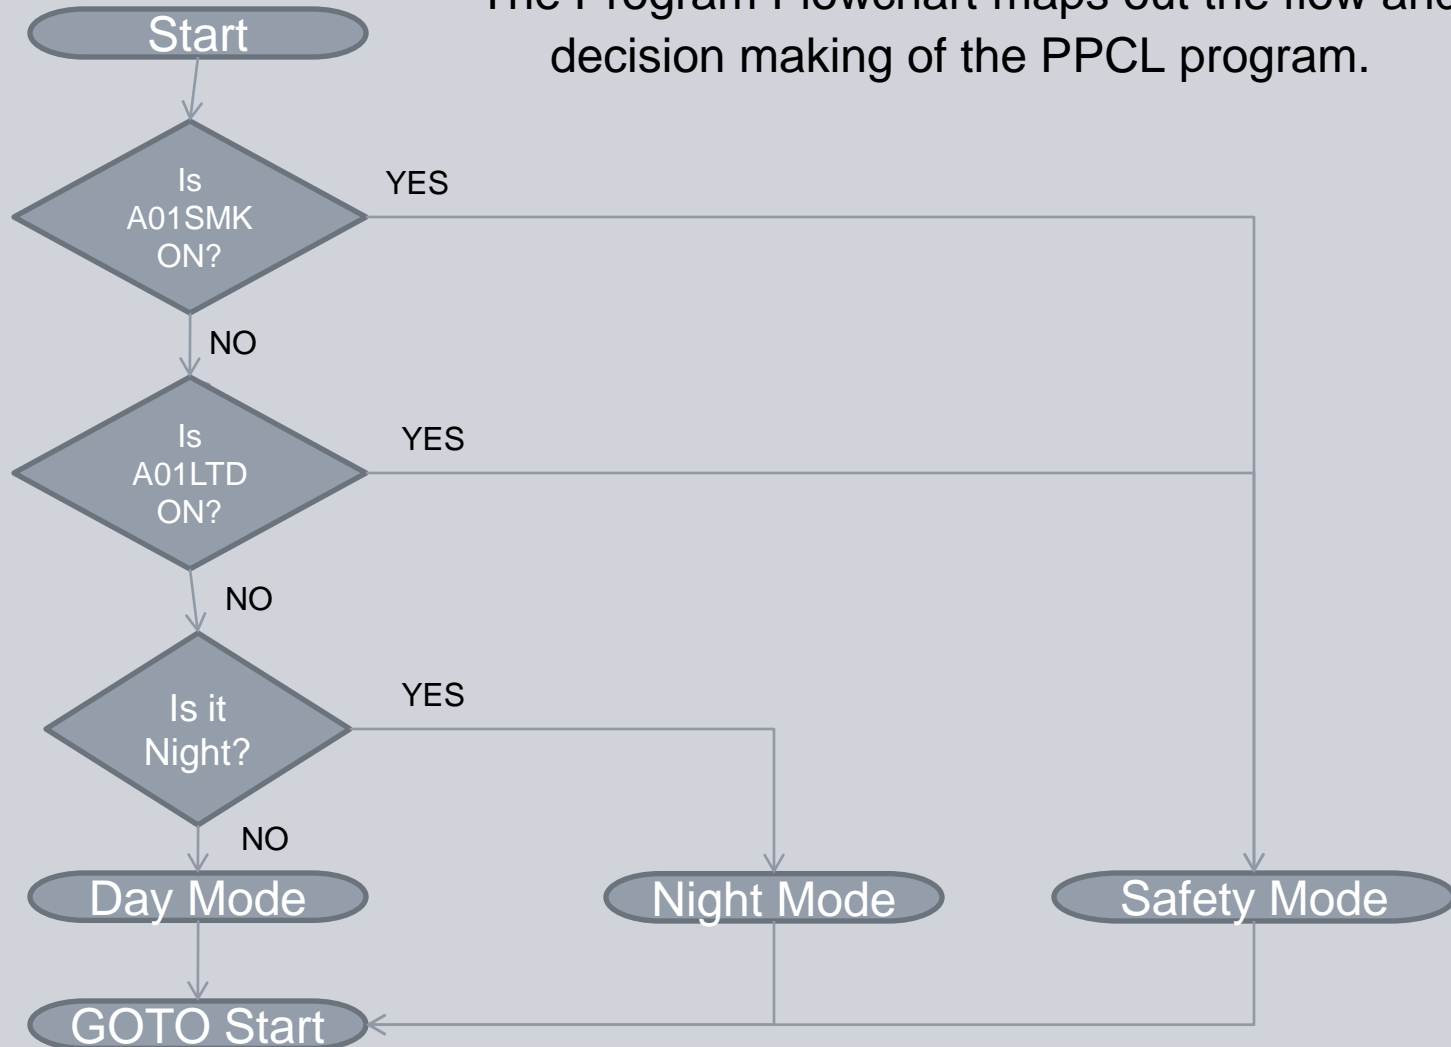 The Program Flowchart maps out the flow and
decision making of the PPCL program.
Start
Is
A01SMK
ON?
YES
NO
Is
A01LTD
ON?
YES
NO
Is it
Night?
YES
NO
Day Mode
Night Mode
Safety Mode
GOTO Start